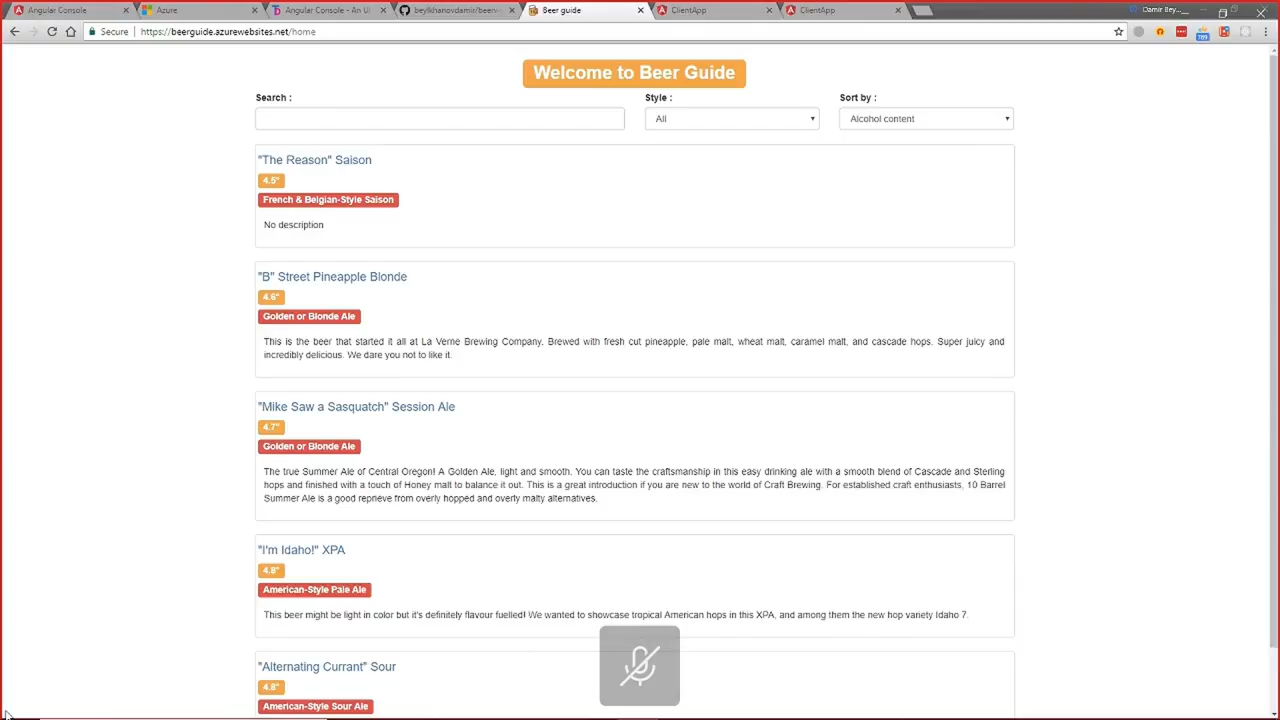 Angular Console
Azure
Angular Console - An UI
beylkhanovdamir/beerw
Beer guide
ClientApp
ClientApp
Damir Bey...
Secure
https://beerguide.azurewebsites.net/home
Welcome to Beer Guide
Search :
Style :
Sort by :
All
Alcohol content
"The Reason" Saison
4.5°
French & Belgian-Style Saison
No description
"B" Street Pineapple Blonde
4.6°
Golden or Blonde Ale
This is the beer that started it all at La Verne Brewing Company. Brewed with fresh cut pineapple, pale malt, wheat malt, caramel malt, and cascade hops. Super juicy and
incredibly delicious. We dare you not to like it.
"Mike Saw a Sasquatch" Session Ale
4.7°
Golden or Blonde Ale
The true Summer Ale of Central Oregon! A Golden Ale, light and smooth. You can taste the craftsmanship in this easy drinking ale with a smooth blend of Cascade and Sterling
hops and finished with a touch of Honey malt to balance it out. This is a great introduction if you are new to the world of Craft Brewing. For established craft enthusiasts, 10 Barrel
Summer Ale is a good reprieve from overly hopped and overly malty alternatives.
"I'm Idaho!" XPA
4.8°
American-Style Pale Ale
This beer might be light in color but it's definitely flavour fuelled! We wanted to showcase tropical American hops in this XPA, and among them the new hop variety Idaho 7.
"Alternating Currant" Sour
4.8°
American-Style Sour Ale